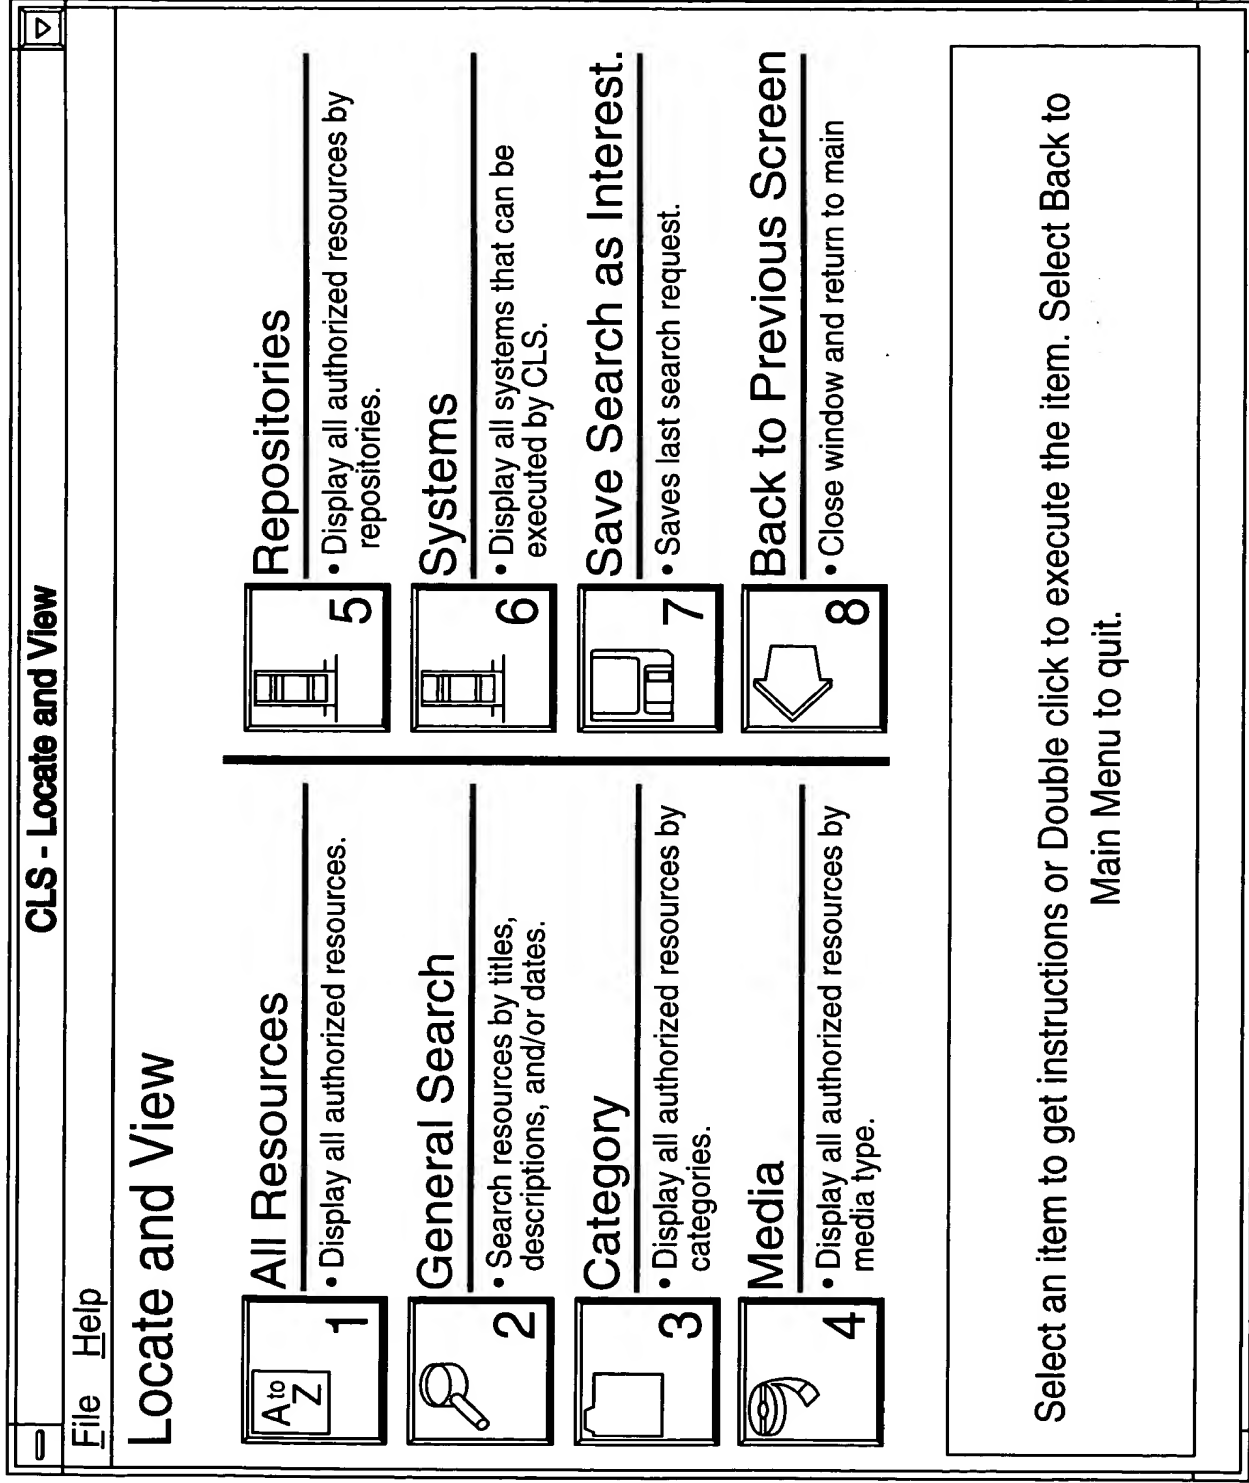 CLS - Locate and View
File Help
Locate and View
A to Z
1
All Resources
• Display all authorized resources.
2
General Search
• Search resources by titles,
descriptions, and/or dates.
3
Category
• Display all authorized resources by
categories.
4
Media
• Display all authorized resources by
media type.
5
Repositories
• Display all authorized resources by
repositories.
6
Systems
• Display all systems that can be
executed by CLS.
7
Save Search as Interest.
• Saves last search request.
8
Back to Previous Screen
• Close window and return to main
Select an item to get instructions or Double click to execute the item. Select Back to
Main Menu to quit.